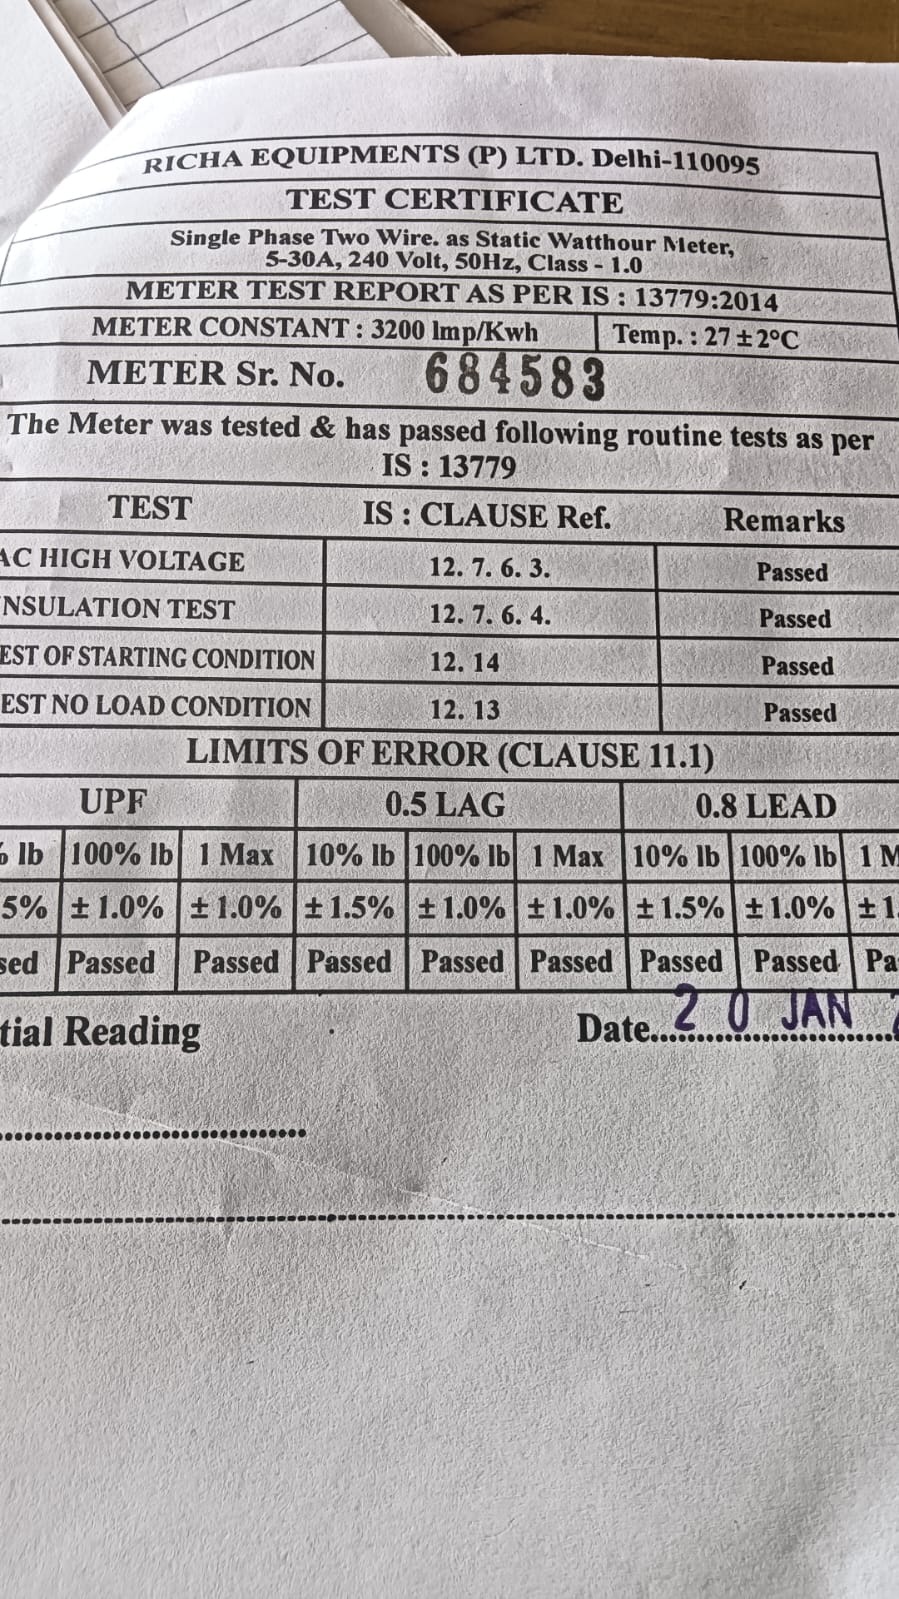 RICHA EQUIPMENTS (P) LTD. Delhi-110095
TEST CERTIFICATE
Single Phase Two Wire. as Static Watthour Meter,
5-30A, 240 Volt, 50Hz, Class - 1.0
METER TEST REPORT AS PER IS : 13779:2014
METER CONSTANT : 3200 lmp/Kwh Temp. : 27 ± 2°C
METER Sr. No. 684583
The Meter was tested & has passed following routine tests as per
IS : 13779
TEST IS : CLAUSE Ref. Remarks
AC HIGH VOLTAGE 12. 7. 6. 3. Passed
NSULATION TEST 12. 7. 6. 4. Passed
EST OF STARTING CONDITION 12. 14 Passed
EST NO LOAD CONDITION 12. 13 Passed
LIMITS OF ERROR (CLAUSE 11.1)
UPF 0.5 LAG 0.8 LEAD
% lb 100% lb 1 Max 10% lb 100% lb 1 Max 10% lb 100% lb 1 M
5% ± 1.0% ± 1.0% ± 1.5% ± 1.0% ± 1.0% ± 1.5% ± 1.0% ± 1.
sed Passed Passed Passed Passed Passed Passed Passed Pa
tial Reading Date 20 JAN